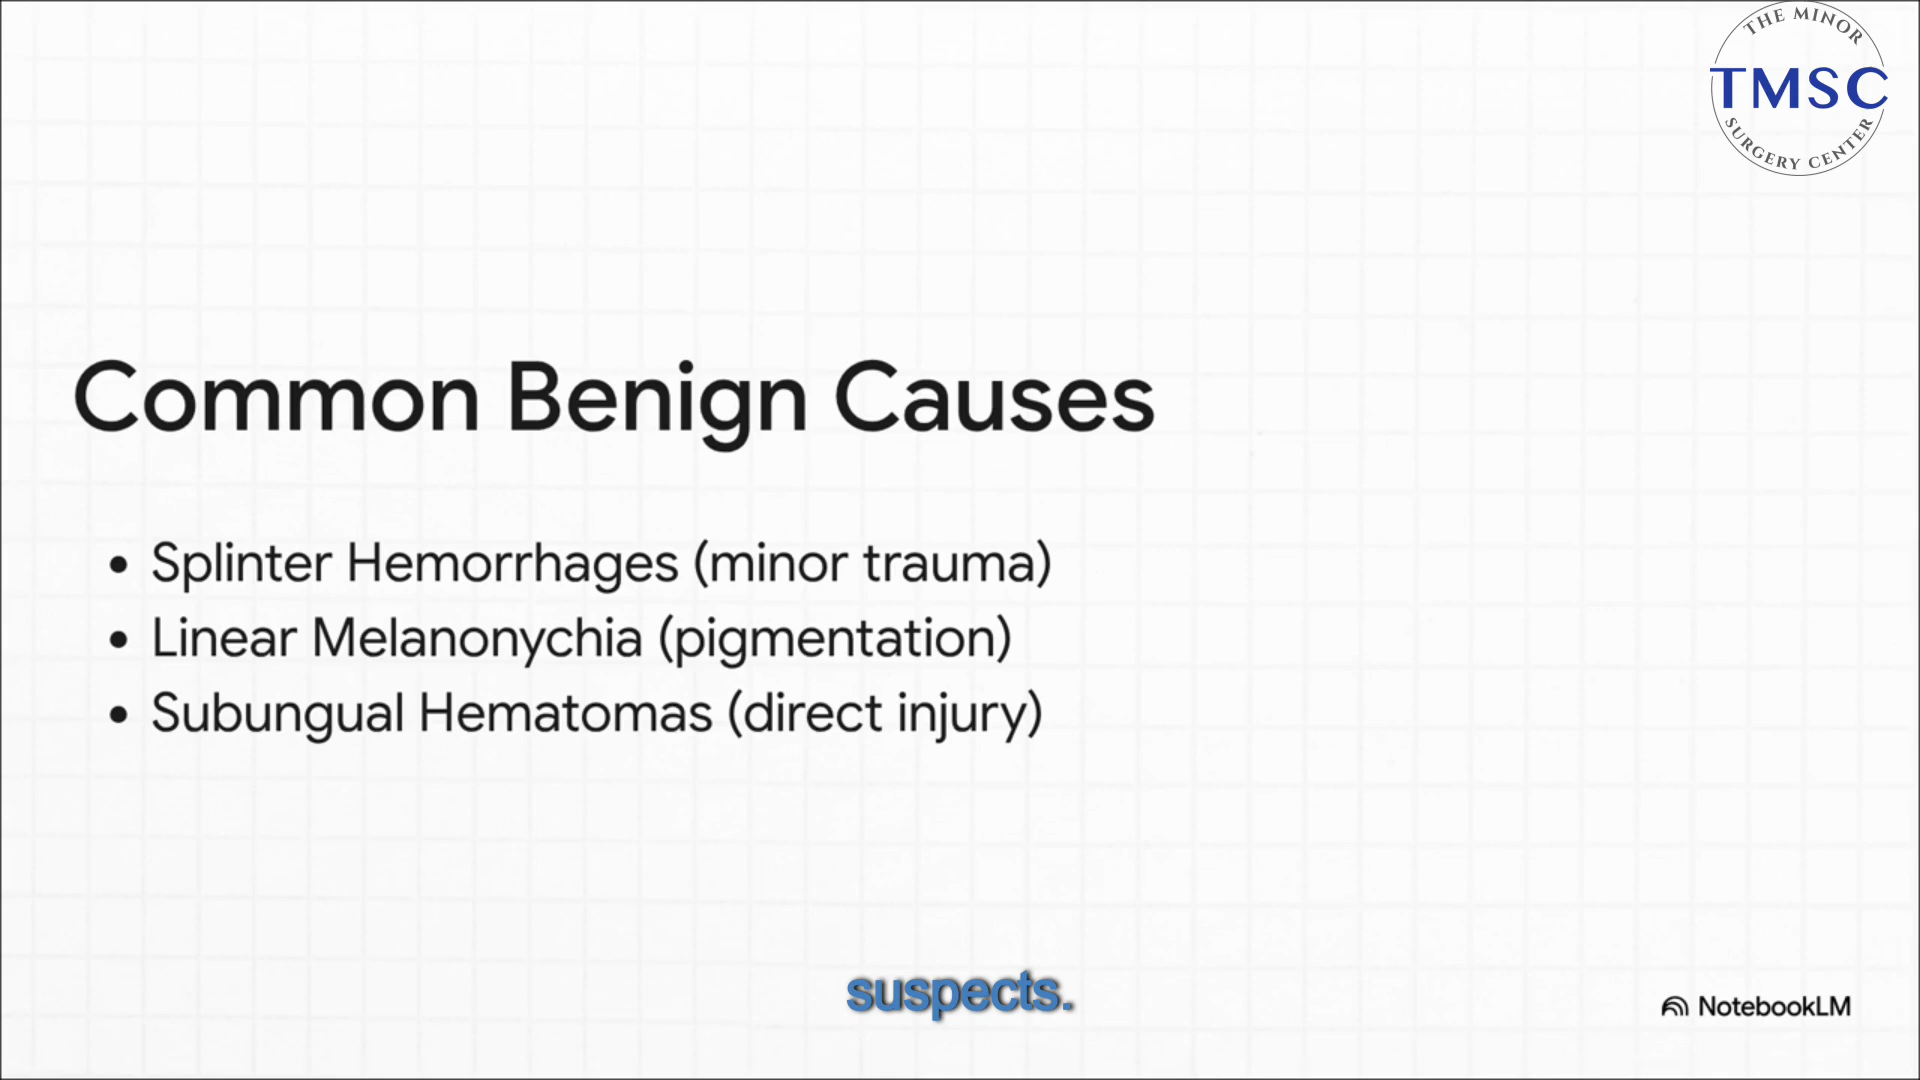 THE MINOR
TMSC
SURGERY CENTER
Common Benign Causes
• Splinter Hemorrhages (minor trauma)
• Linear Melanonychia (pigmentation)
• Subungual Hematomas (direct injury)
suspects.
NotebookLM